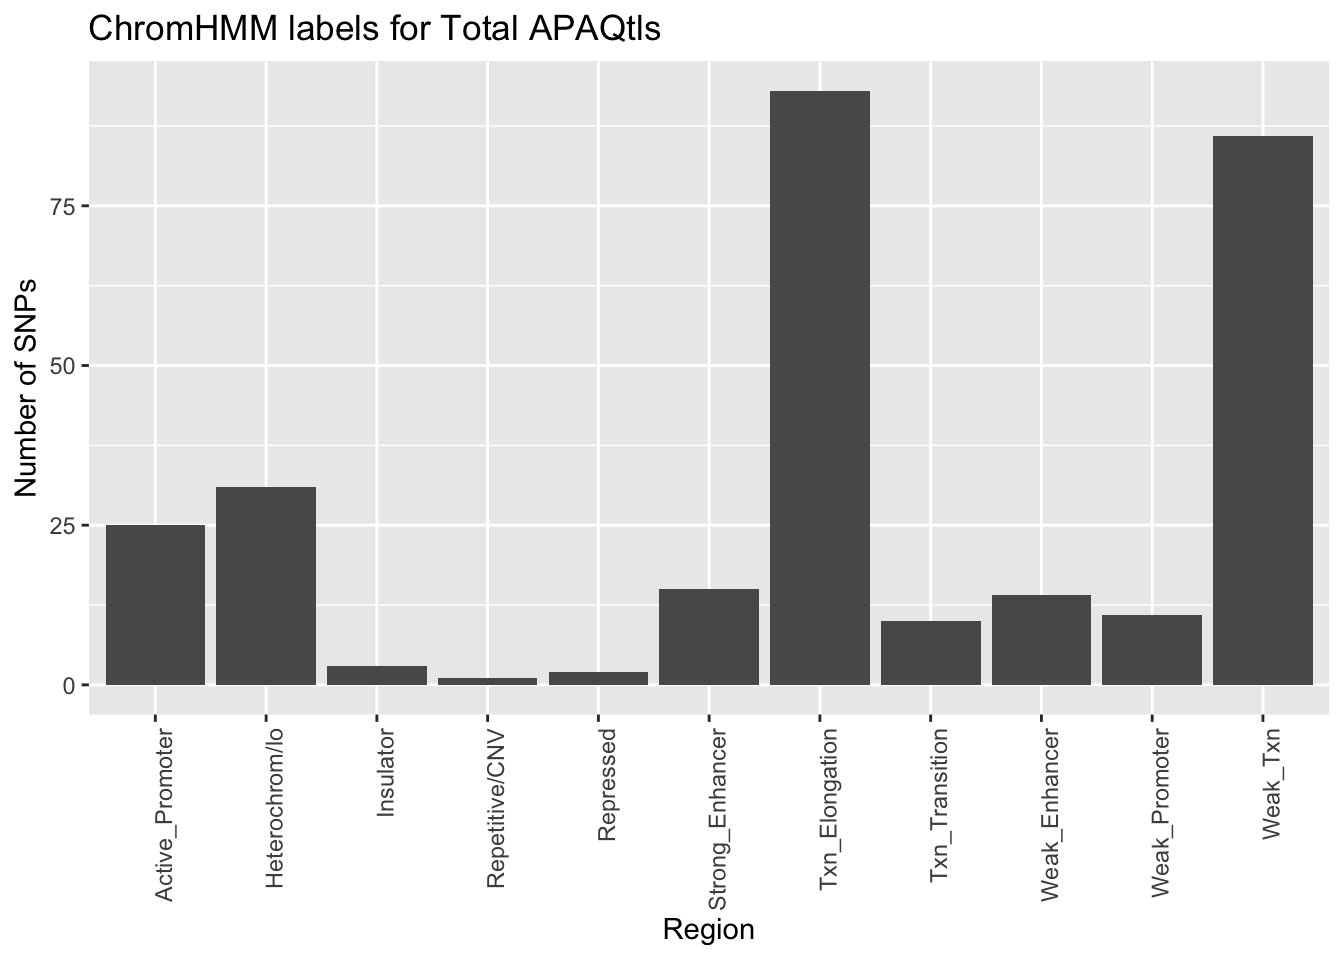 ChromHMM labels for Total APAQtls
Number of SNPs
75
50
25
0
Active_Promoter
Heterochrom/lo
Insulator
Repetitive/CNV
Repressed
Strong_Enhancer
Txn_Elongation
Txn_Transition
Weak_Enhancer
Weak_Promoter
Weak_Txn
Region